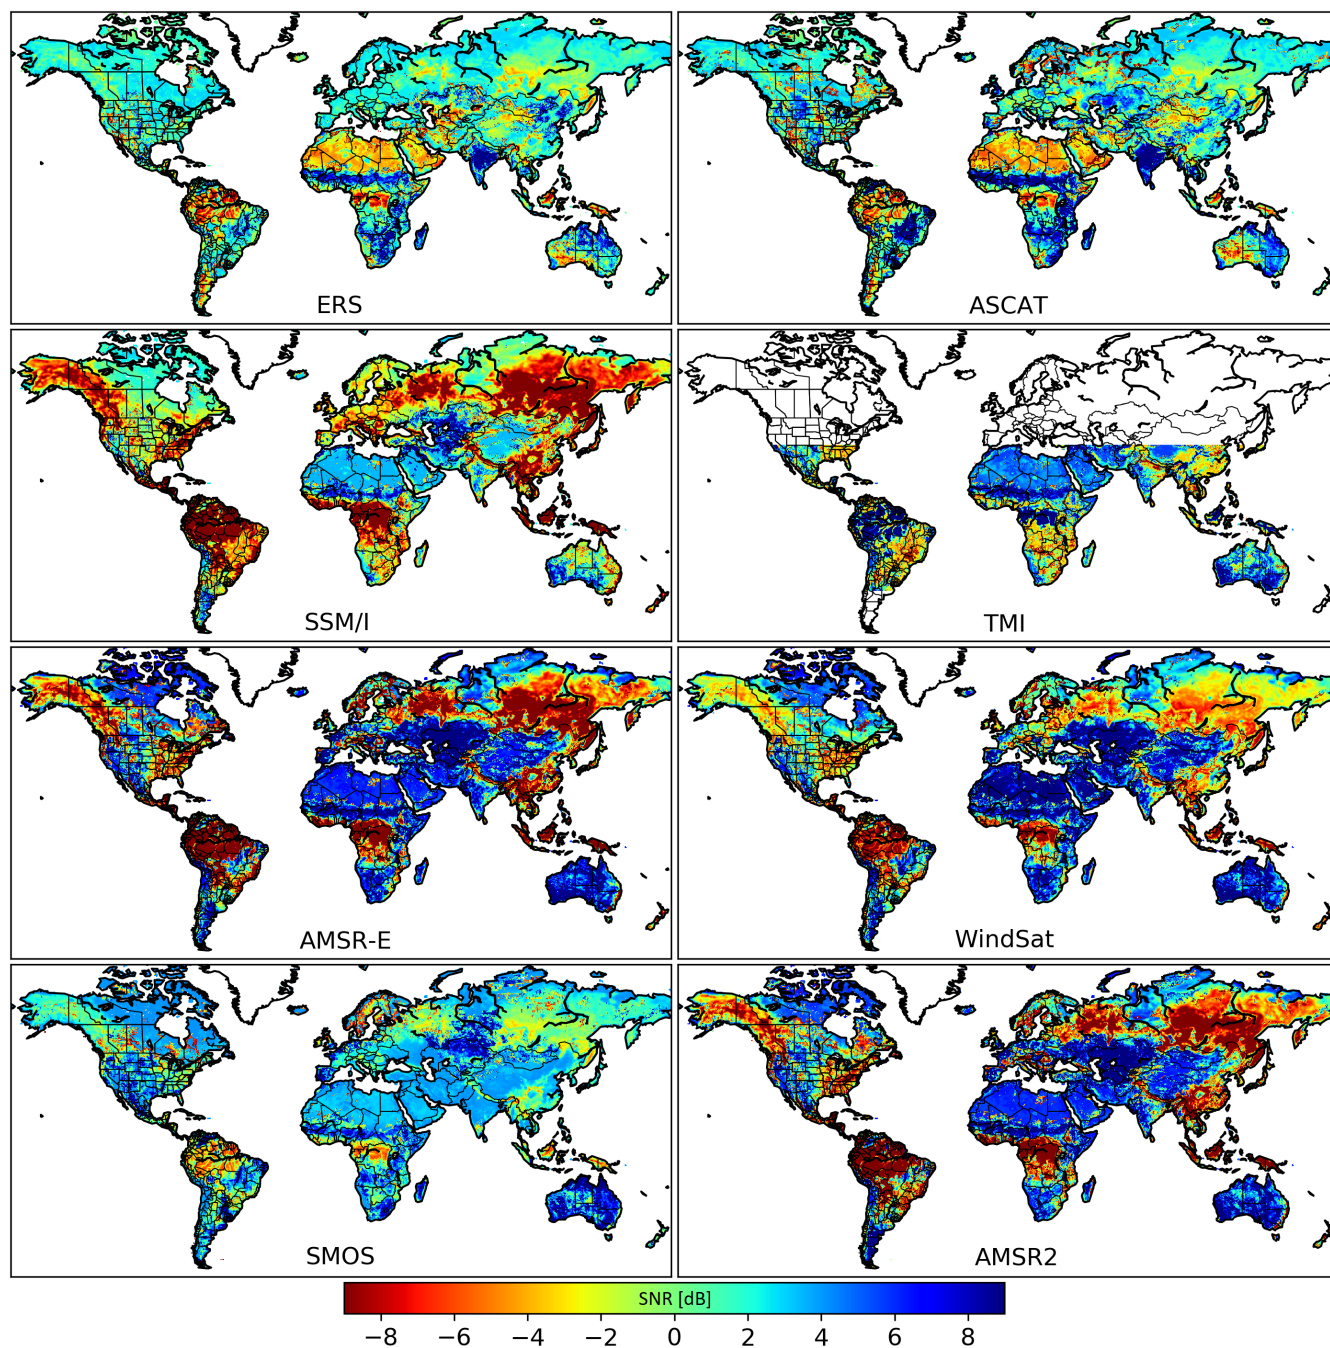 ERS
ASCAT
SSM/I
TMI
AMSR-E
WindSat
SMOS
AMSR2
SNR [dB]
−8 −6 −4 −2 0 2 4 6 8